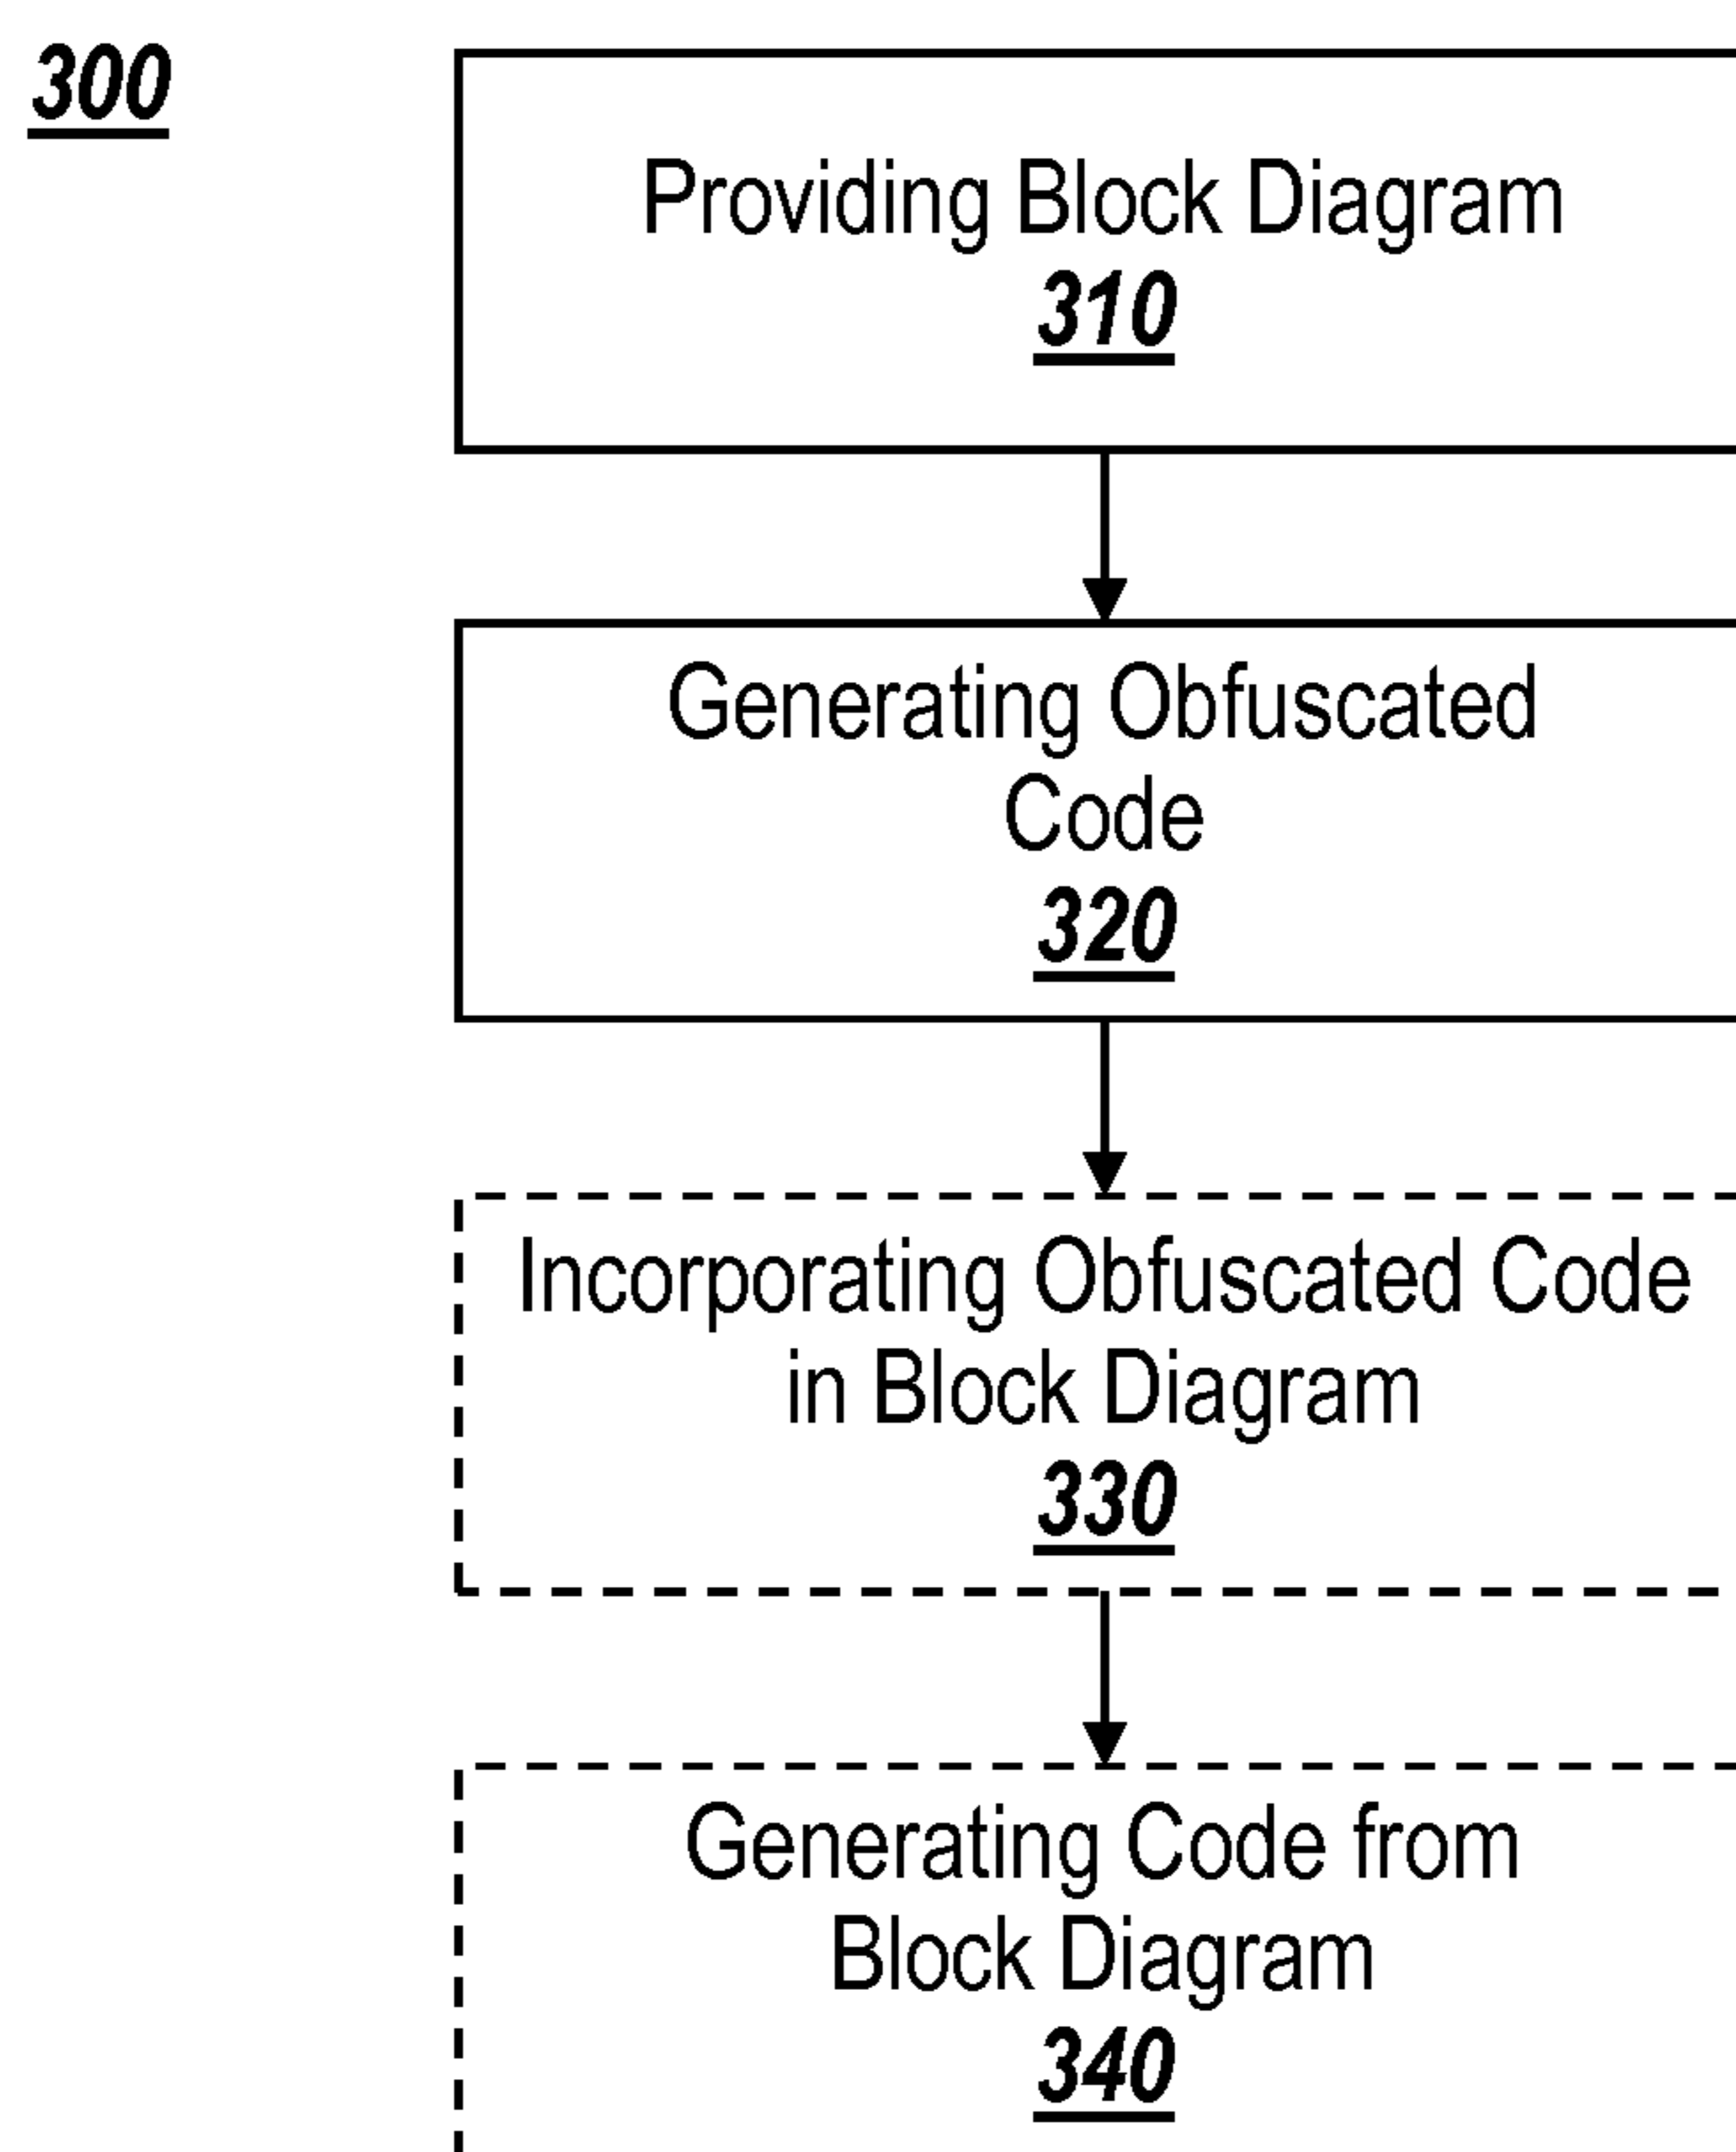 300
Providing Block Diagram
310
Generating Obfuscated
Code
320
Incorporating Obfuscated Code
in Block Diagram
330
Generating Code from
Block Diagram
340